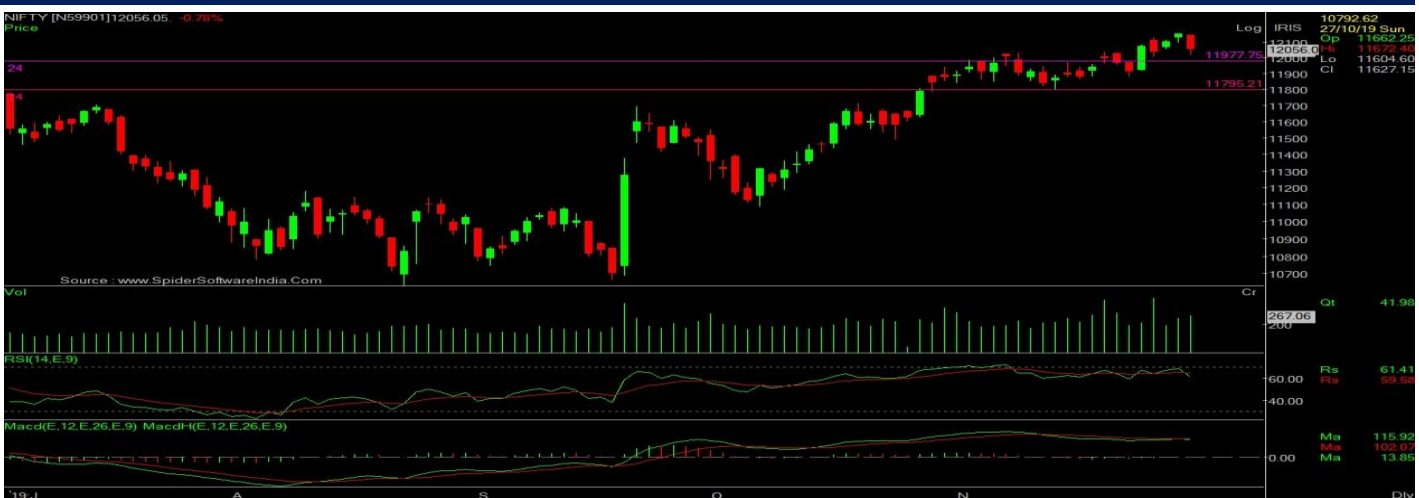 NIFTY [N59901]12056.05, -0.78%
Price
Log
IRIS
10792.62
27/10/19 Sun
Op 11662.25
Hi 11672.40
Lo 11604.60
Cl 11627.15
12100
12056.0
12000
11977.75
24
11900
11795.21
11800
11700
11600
11500
11400
11300
11200
11100
11000
10900
10800
10700
Source : www.SpiderSoftwareIndia.Com
Vol
Cr
Qt 41.98
267.06
200
RSI(14,E,9)
Rs 61.41
Rs 59.58
60.00
40.00
Macd(E,12,E,26,E,9) MacdH(E,12,E,26,E,9)
Ma 115.92
Ma 102.07
Ma 13.85
0.00
'19:J A S O N Dly